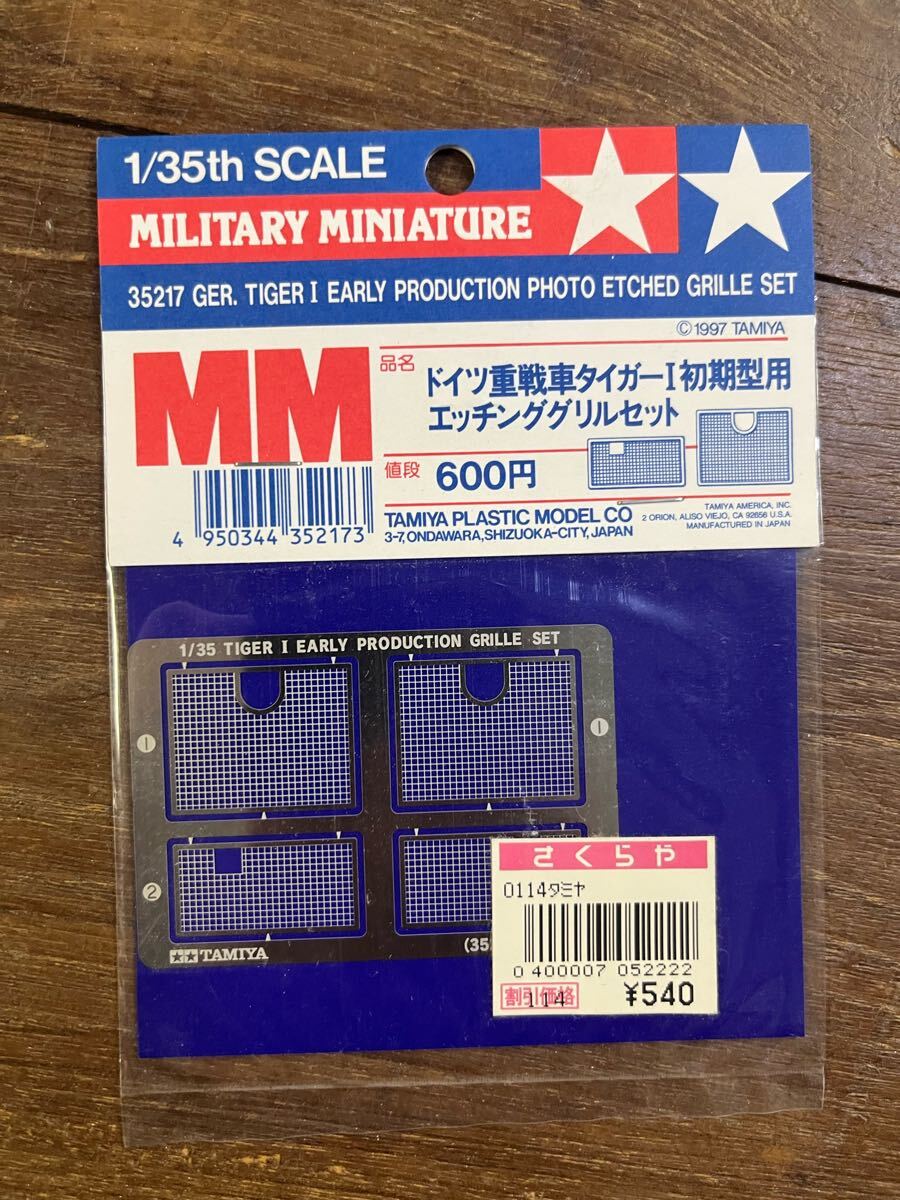 1/35th SCALE
MILITARY MINIATURE
35217 GER. TIGER I EARLY PRODUCTION PHOTO ETCHED GRILLE SET
©1997 TAMIYA
MM
品名
ドイツ重戦車タイガーI初期型用
エッチンググリルセット
値段 600円
4 950344 352173
TAMIYA PLASTIC MODEL CO
3-7, ONDAWARA, SHIZUOKA-CITY, JAPAN
TAMIYA AMERICA, INC.
2 ORION, ALISO VIEJO, CA 92656 U.S.A.
MANUFACTURED IN JAPAN
1/35 TIGER I EARLY PRODUCTION GRILLE SET
① ①
②
TAMIYA
(35
さくらや
0114タミヤ
0 400007 052222
割引価格
114
¥540